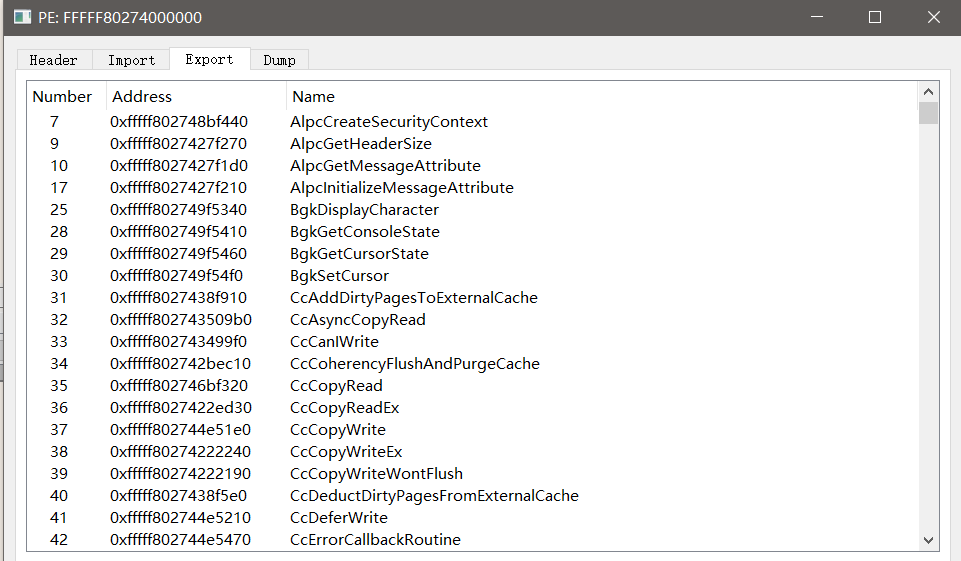 PE: FFFFF80274000000
Header Import Export Dump
Number Address Name
7 0xfffff802748bf440 AlpcCreateSecurityContext
9 0xfffff8027427f270 AlpcGetHeaderSize
10 0xfffff8027427f1d0 AlpcGetMessageAttribute
17 0xfffff8027427f210 AlpcInitializeMessageAttribute
25 0xfffff802749f5340 BgkDisplayCharacter
28 0xfffff802749f5410 BgkGetConsoleState
29 0xfffff802749f5460 BgkGetCursorState
30 0xfffff802749f54f0 BgkSetCursor
31 0xfffff8027438f910 CcAddDirtyPagesToExternalCache
32 0xfffff802743509b0 CcAsyncCopyRead
33 0xfffff802743499f0 CcCanIWrite
34 0xfffff802742bec10 CcCoherencyFlushAndPurgeCache
35 0xfffff802746bf320 CcCopyRead
36 0xfffff8027422ed30 CcCopyReadEx
37 0xfffff802744e51e0 CcCopyWrite
38 0xfffff80274222240 CcCopyWriteEx
39 0xfffff80274222190 CcCopyWriteWontFlush
40 0xfffff8027438f5e0 CcDeductDirtyPagesFromExternalCache
41 0xfffff802744e5210 CcDeferWrite
42 0xfffff802744e5470 CcErrorCallbackRoutine